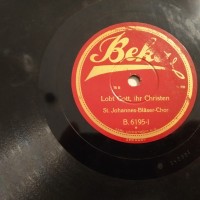 Beka
Lobt Gott, ihr Christen
St. Johannes-Bläser-Chor
B. 6195-I